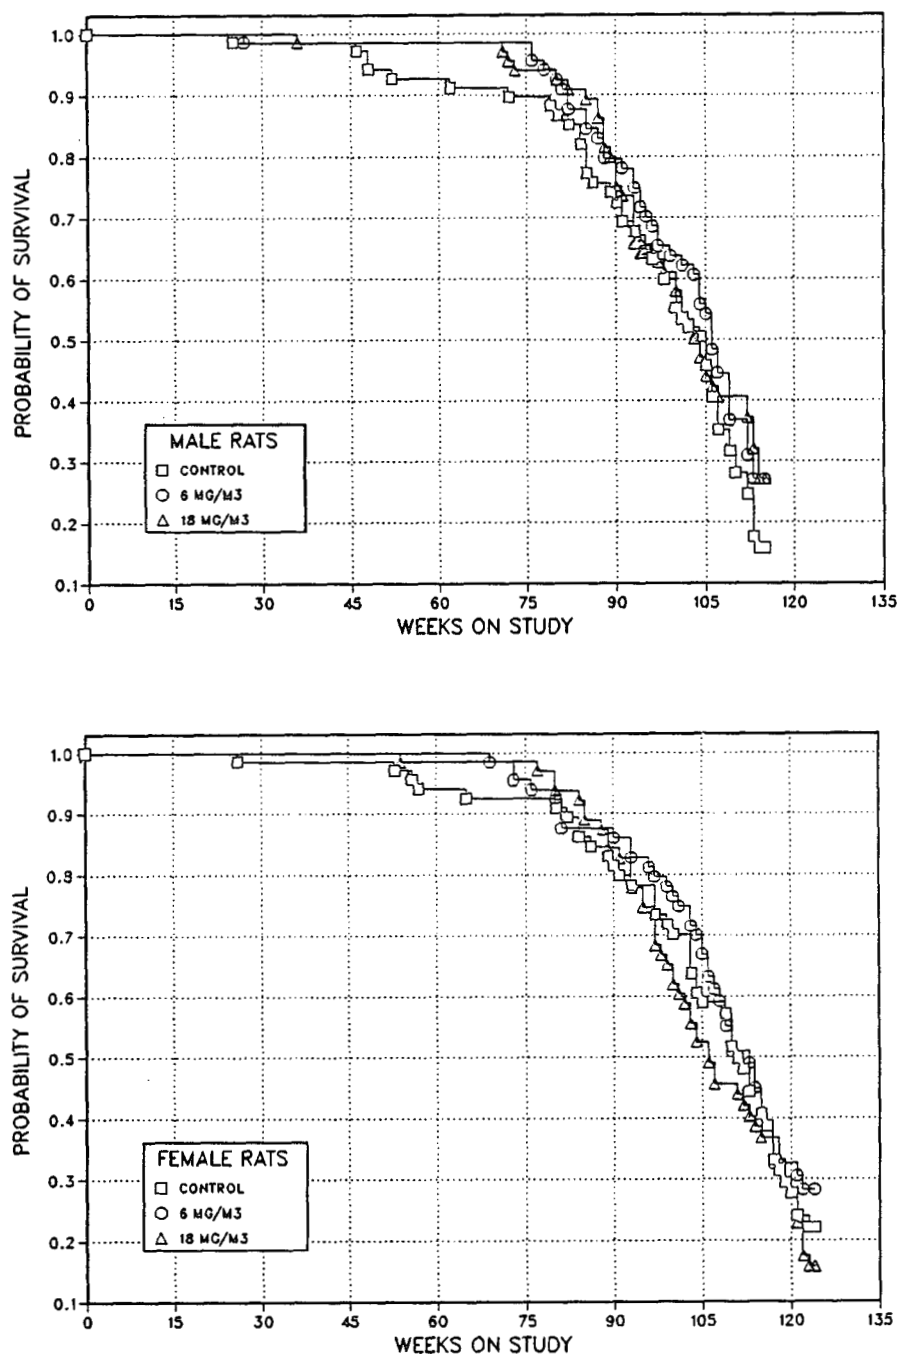 1.0
0.9
0.8
0.7
0.6
0.5
0.4
0.3
0.2
0.1
PROBABILITY OF SURVIVAL
MALE RATS
CONTROL
6 MG/M3
18 MG/M3
0 15 30 45 60 75 90 105 120 135
WEEKS ON STUDY
1.0
0.9
0.8
0.7
0.6
0.5
0.4
0.3
0.2
0.1
PROBABILITY OF SURVIVAL
FEMALE RATS
CONTROL
6 MG/M3
18 MG/M3
0 15 30 45 60 75 90 105 120 135
WEEKS ON STUDY